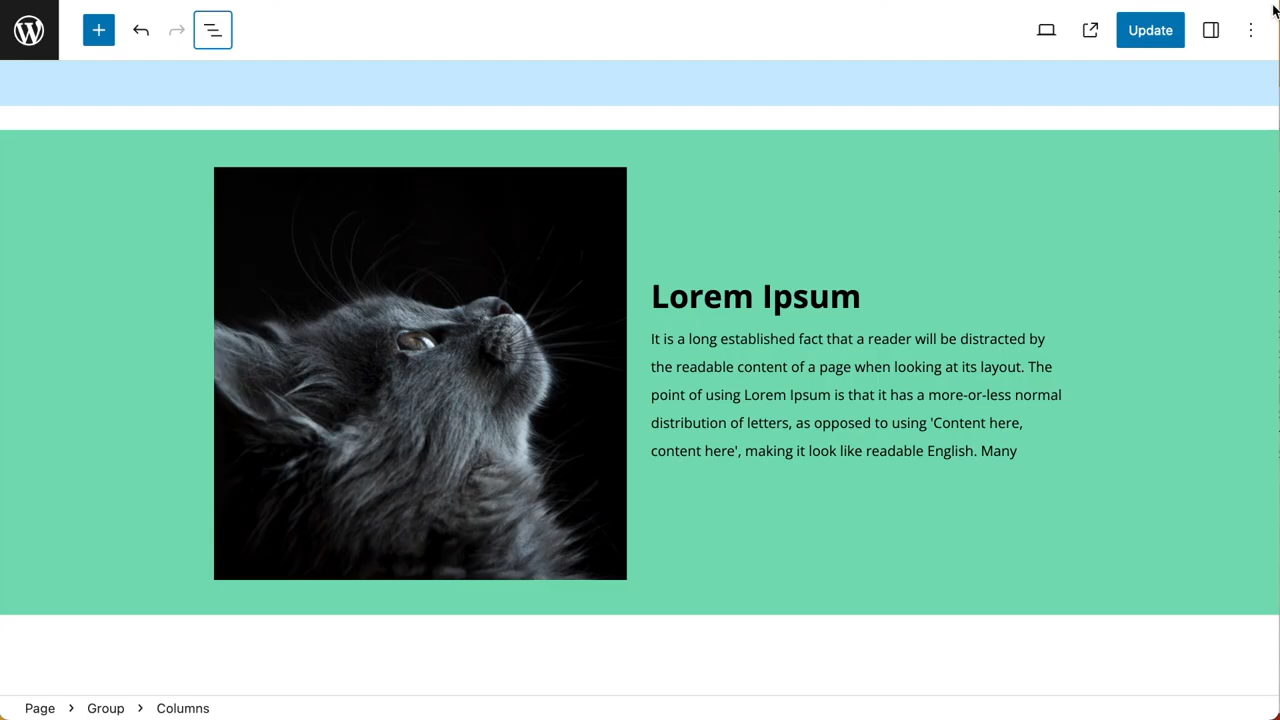 Update
Lorem Ipsum
It is a long established fact that a reader will be distracted by
the readable content of a page when looking at its layout. The
point of using Lorem Ipsum is that it has a more-or-less normal
distribution of letters, as opposed to using 'Content here,
content here', making it look like readable English. Many
Page > Group > Columns